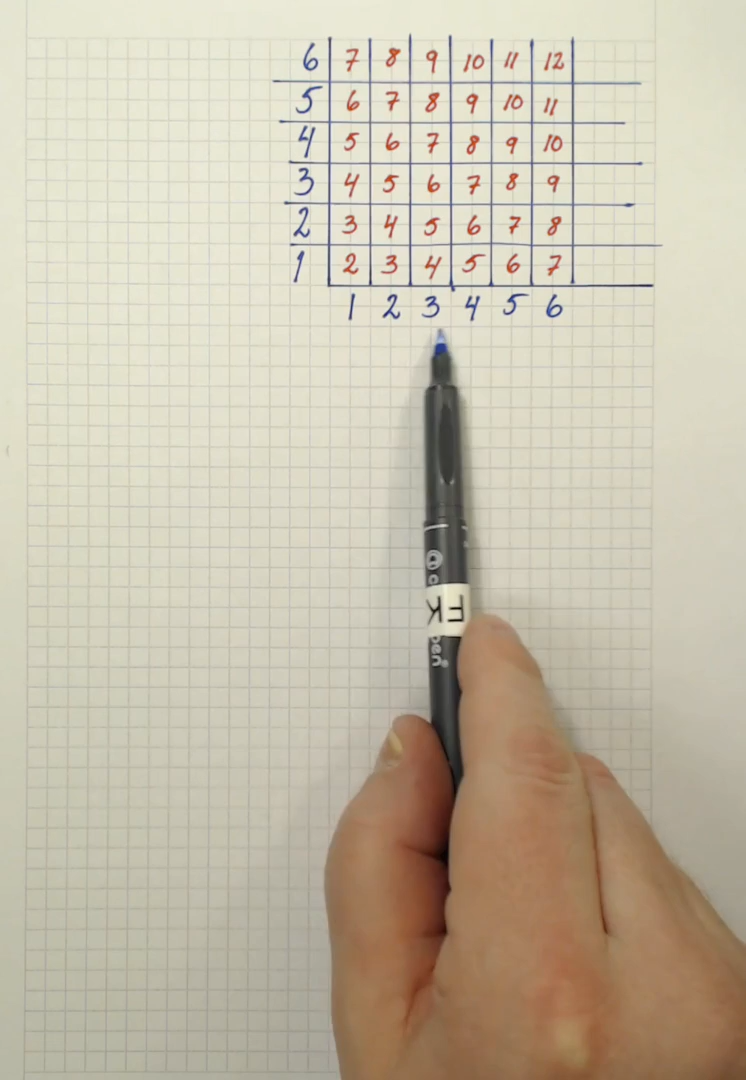 6 7 8 9 10 11 12
5 6 7 8 9 10 11
4 5 6 7 8 9 10
3 4 5 6 7 8 9
2 3 4 5 6 7 8
1 2 3 4 5 6 7
1 2 3 4 5 6
FK
pen